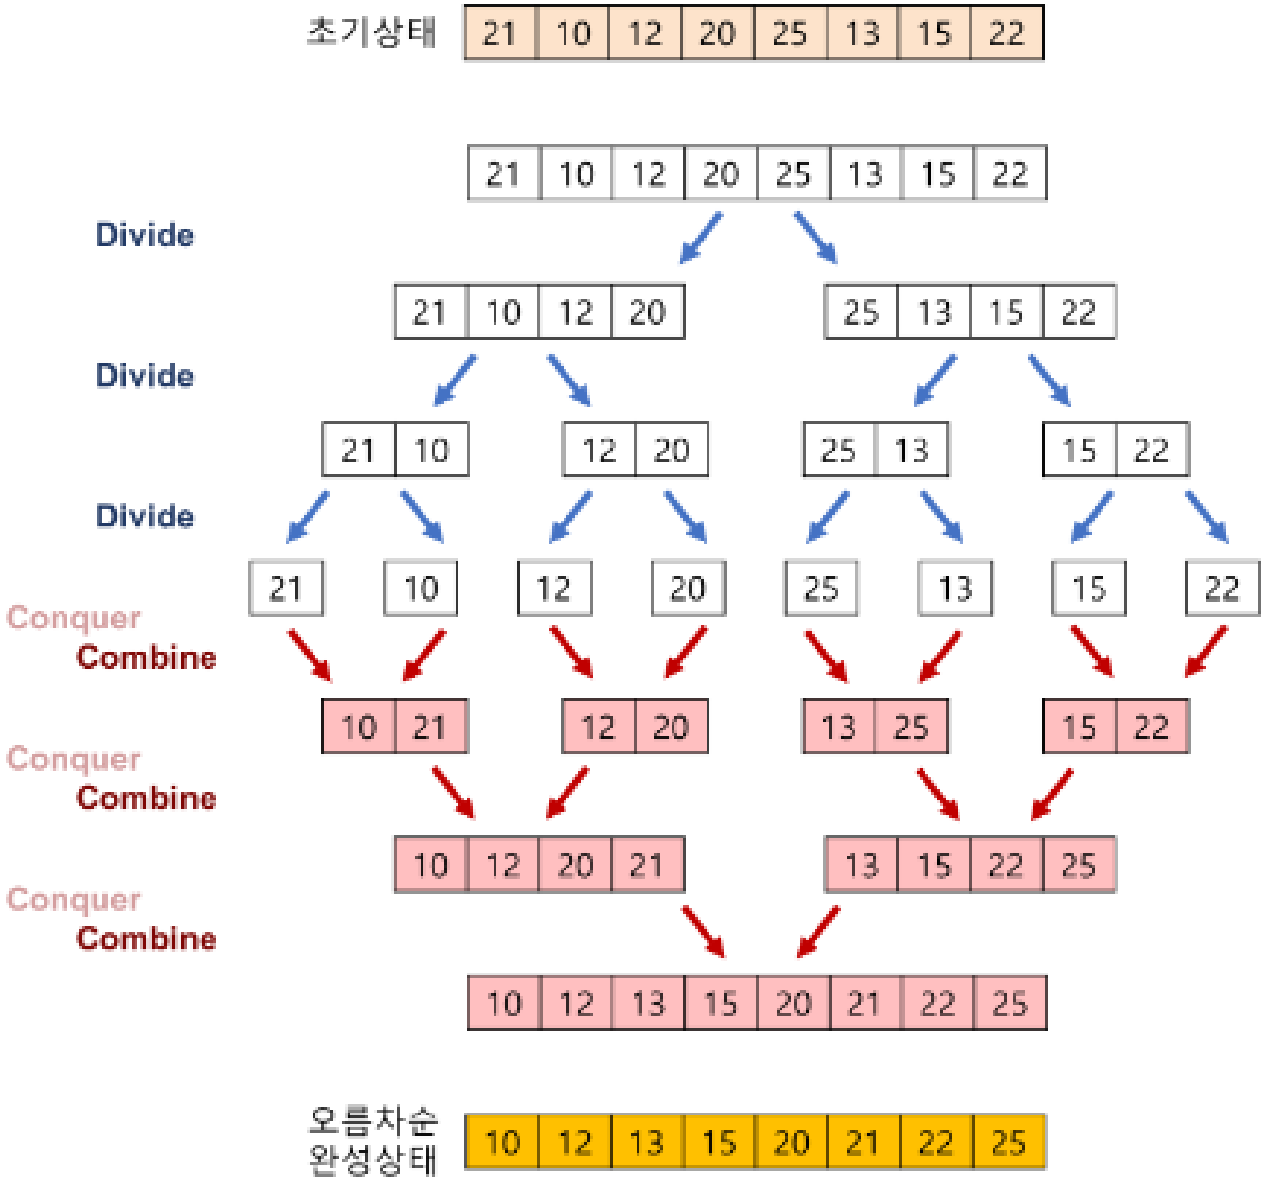 초기상태 21 10 12 20 25 13 15 22
21 10 12 20 25 13 15 22
Divide
21 10 12 20 25 13 15 22
Divide
21 10 12 20 25 13 15 22
Divide
21 10 12 20 25 13 15 22
Conquer
Combine
10 21 12 20 13 25 15 22
Conquer
Combine
10 12 20 21 13 15 22 25
Conquer
Combine
10 12 13 15 20 21 22 25
오름차순
완성상태 10 12 13 15 20 21 22 25